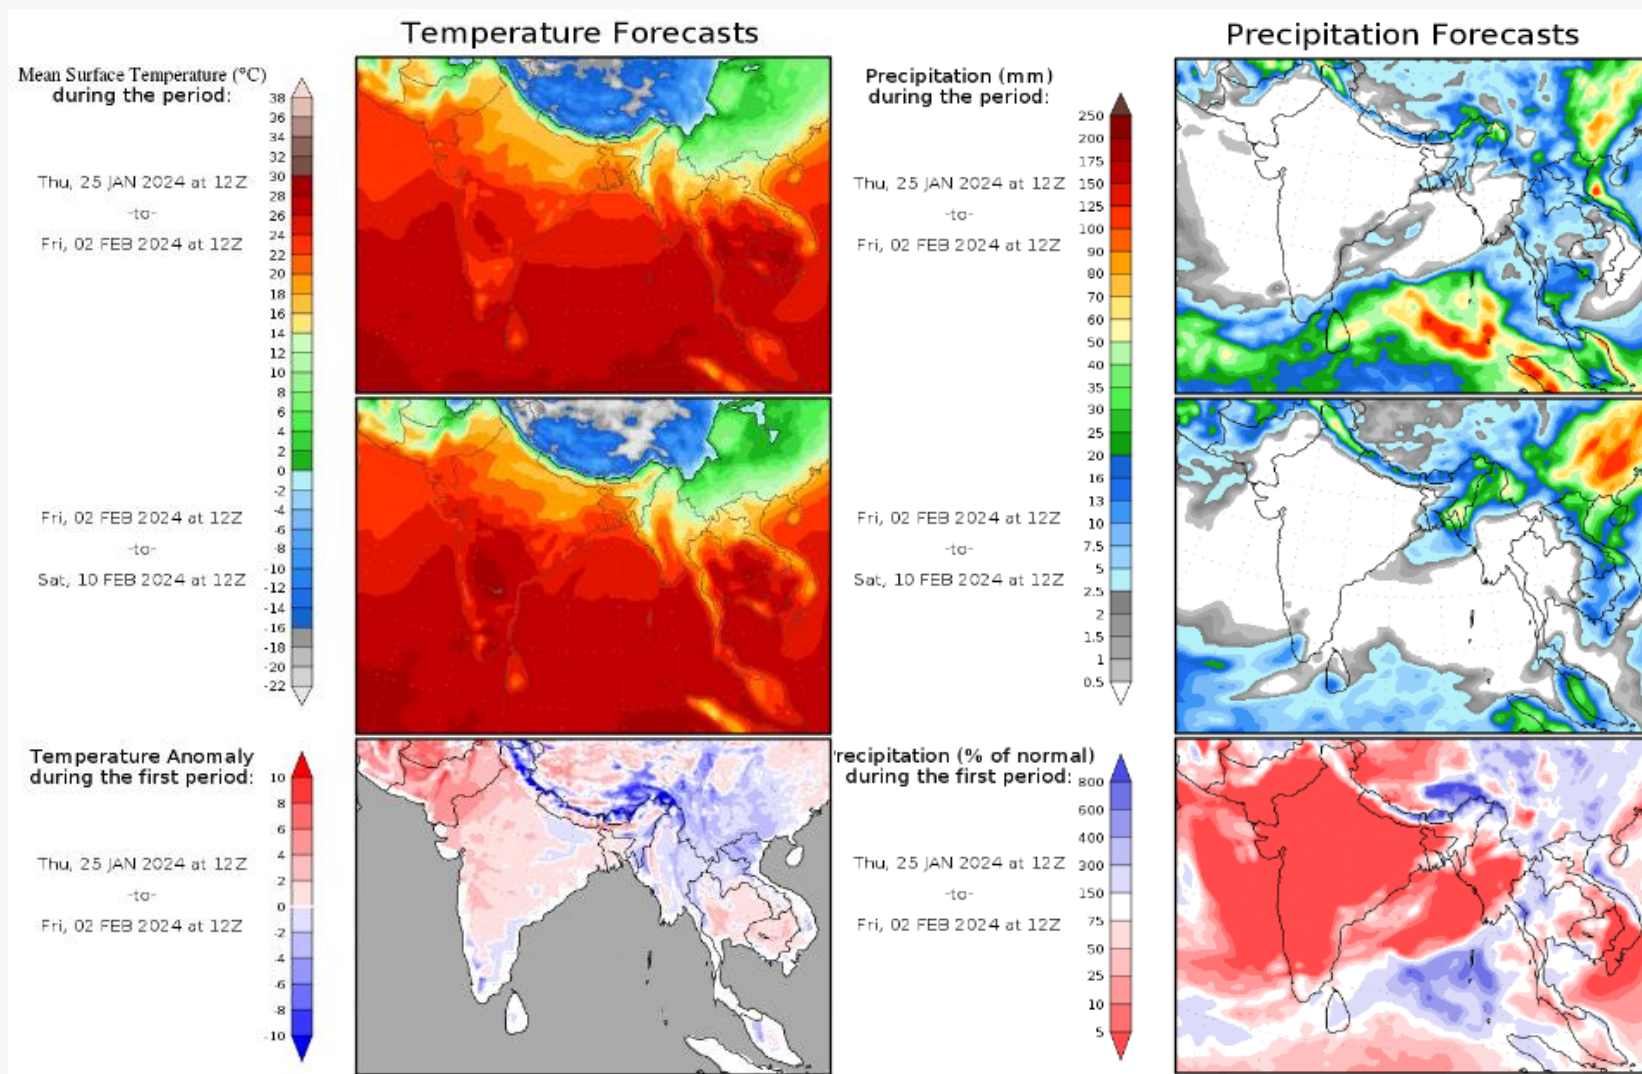 Temperature Forecasts
Mean Surface Temperature (°C)
during the period:
38
36
34
32
30
28
26
24
22
20
18
16
14
12
10
8
6
4
2
0
-2
-4
-6
-8
-10
-12
-14
-16
-18
-20
-22
Thu, 25 JAN 2024 at 12Z
-to-
Fri, 02 FEB 2024 at 12Z
Fri, 02 FEB 2024 at 12Z
-to-
Sat, 10 FEB 2024 at 12Z
Temperature Anomaly
during the first period:
10
8
6
4
2
0
-2
-4
-6
-8
-10
Thu, 25 JAN 2024 at 12Z
-to-
Fri, 02 FEB 2024 at 12Z
Precipitation Forecasts
Precipitation (mm)
during the period:
250
200
175
150
125
100
90
80
70
60
50
40
35
30
25
20
16
13
10
7.5
5
2.5
2
1.5
1
0.5
Thu, 25 JAN 2024 at 12Z
-to-
Fri, 02 FEB 2024 at 12Z
Fri, 02 FEB 2024 at 12Z
-to-
Sat, 10 FEB 2024 at 12Z
Precipitation (% of normal)
during the first period:
800
600
400
300
150
75
50
25
10
5
Thu, 25 JAN 2024 at 12Z
-to-
Fri, 02 FEB 2024 at 12Z